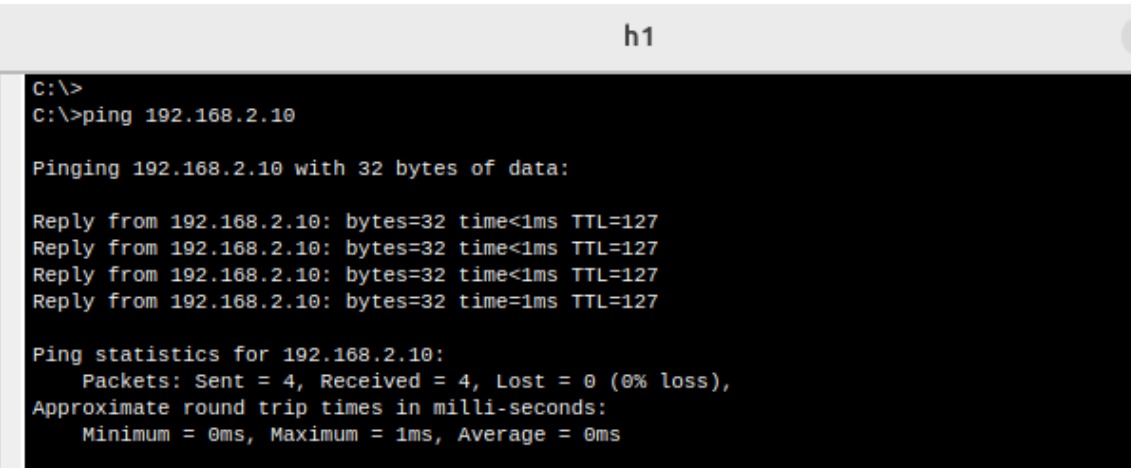 h1
C:\>
C:\>ping 192.168.2.10
Pinging 192.168.2.10 with 32 bytes of data:
Reply from 192.168.2.10: bytes=32 time<1ms TTL=127
Reply from 192.168.2.10: bytes=32 time<1ms TTL=127
Reply from 192.168.2.10: bytes=32 time<1ms TTL=127
Reply from 192.168.2.10: bytes=32 time=1ms TTL=127
Ping statistics for 192.168.2.10:
    Packets: Sent = 4, Received = 4, Lost = 0 (0% loss),
Approximate round trip times in milli-seconds:
    Minimum = 0ms, Maximum = 1ms, Average = 0ms